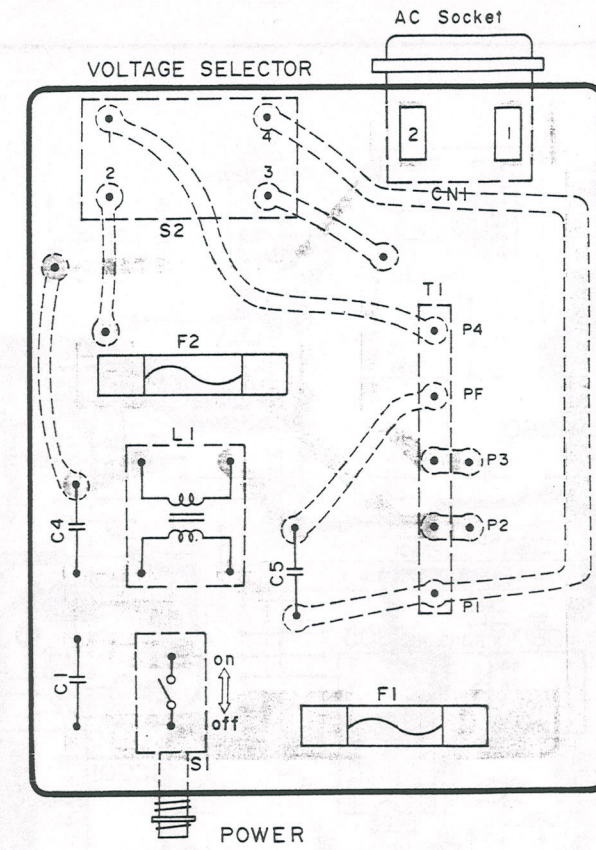 AC Socket
VOLTAGE SELECTOR
2 1
1 4
2 3
CN1
S2
T1
P4
F2
PF
L1
P3
C4
P2
C5
P1
C1
on
off
F1
S1
POWER